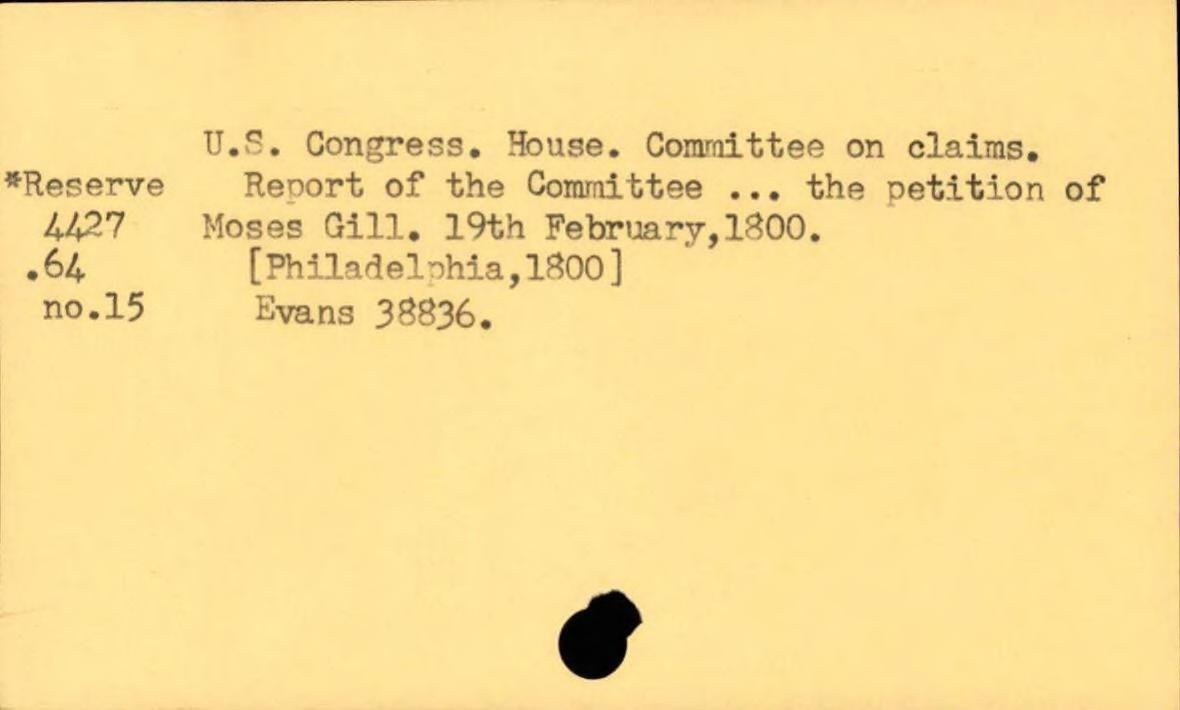 U.S. Congress. House. Committee on claims.
*Reserve Report of the Committee ... the petition of
4427 Moses Gill. 19th February,1800.
.64 [Philadelphia,1800]
no.15 Evans 38836.